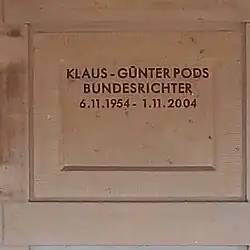 KLAUS-GÜNTER PODS
BUNDESRICHTER
6.11.1954 - 1.11.2004